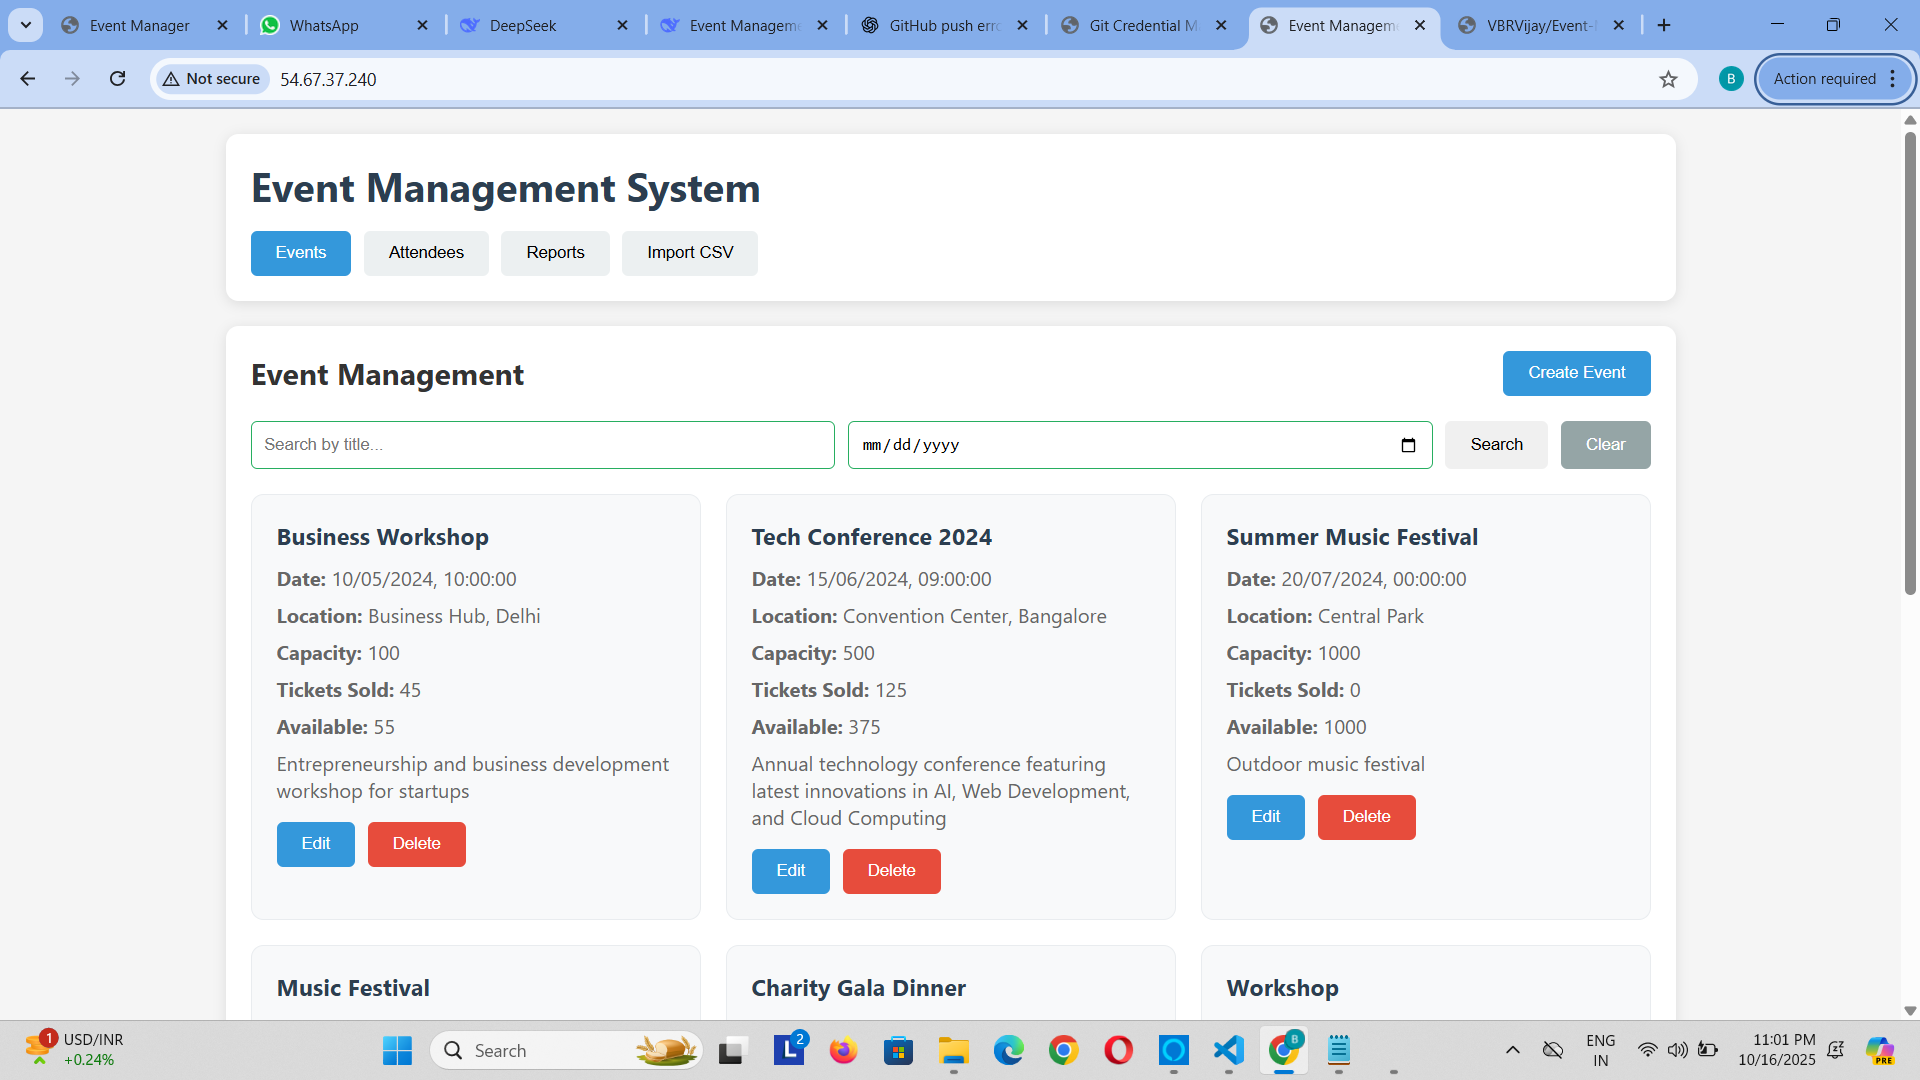 Event Manager
WhatsApp
DeepSeek
Event Manageme
GitHub push erro
Git Credential M
Event Manageme
VBRVijay/Event-
Not secure
54.67.37.240
B
Action required
Event Management System
Events
Attendees
Reports
Import CSV
Event Management
Create Event
Search by title...
mm/dd/yyyy
Search
Clear
Business Workshop
Date: 10/05/2024, 10:00:00
Location: Business Hub, Delhi
Capacity: 100
Tickets Sold: 45
Available: 55
Entrepreneurship and business development
workshop for startups
Edit
Delete
Tech Conference 2024
Date: 15/06/2024, 09:00:00
Location: Convention Center, Bangalore
Capacity: 500
Tickets Sold: 125
Available: 375
Annual technology conference featuring
latest innovations in AI, Web Development,
and Cloud Computing
Edit
Delete
Summer Music Festival
Date: 20/07/2024, 00:00:00
Location: Central Park
Capacity: 1000
Tickets Sold: 0
Available: 1000
Outdoor music festival
Edit
Delete
Music Festival
Charity Gala Dinner
Workshop
1
USD/INR
+0.24%
Search
L
2
B
ENG
IN
11:01 PM
10/16/2025
PRE